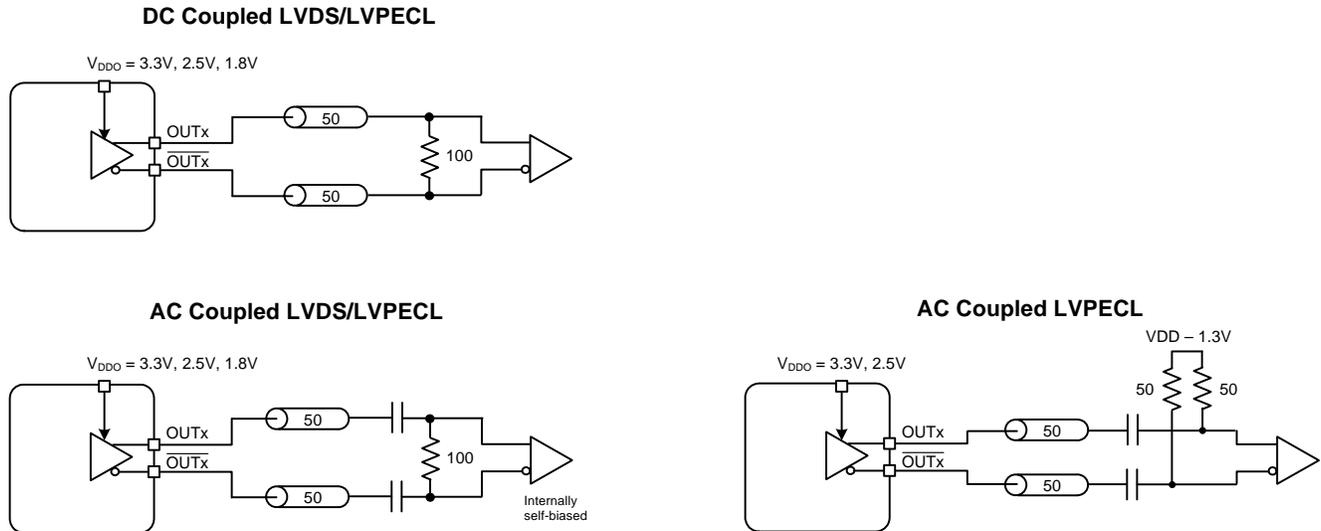 DC Coupled LVDS/LVPECL
VDDO = 3.3V, 2.5V, 1.8V
OUTx
OUTx
50
50
100
AC Coupled LVDS/LVPECL
VDDO = 3.3V, 2.5V, 1.8V
OUTx
OUTx
50
50
100
Internally
self-biased
AC Coupled LVPECL
VDD – 1.3V
VDDO = 3.3V, 2.5V
50
50
OUTx
OUTx
50
50